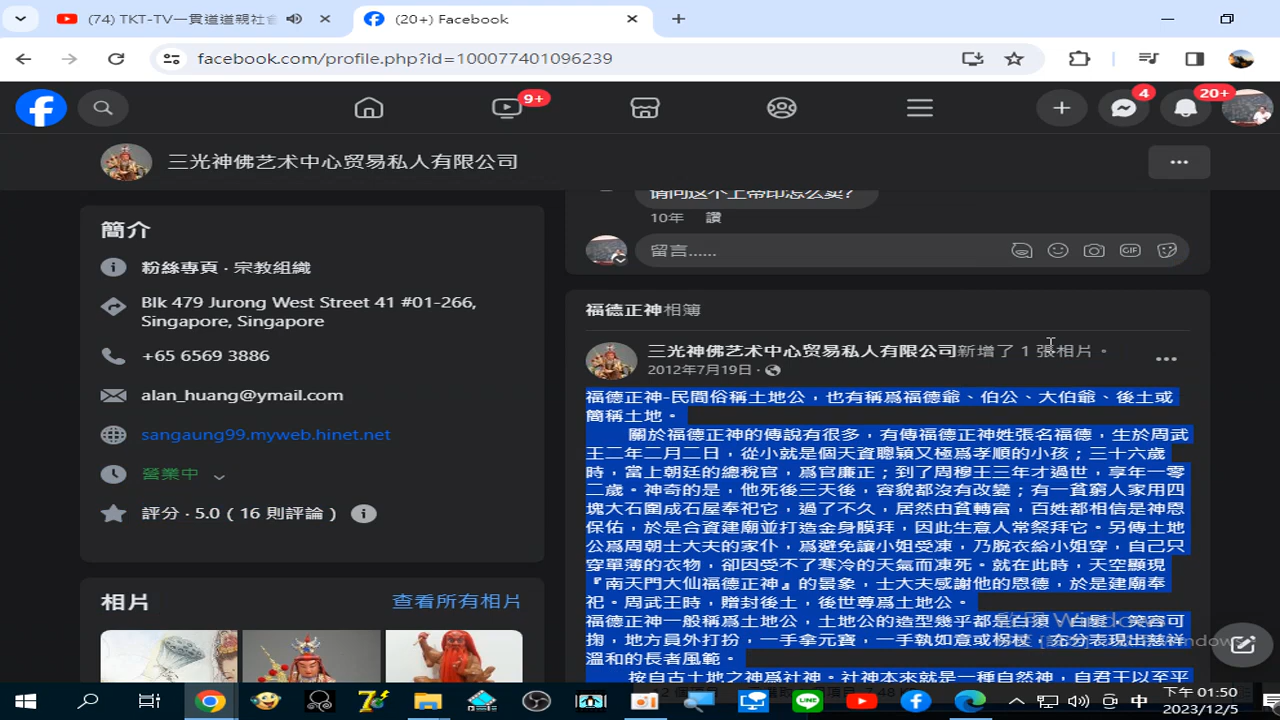 (74) TKT-TV一貫道道親社會
(20+) Facebook
facebook.com/profile.php?id=100077401096239
9+
4
20+
三光神佛艺术中心贸易私人有限公司
请问这个上帝印怎么卖?
10年 讚
留言......
GIF
簡介
粉絲專頁 · 宗教組織
Blk 479 Jurong West Street 41 #01-266,
Singapore, Singapore
+65 6569 3886
alan_huang@ymail.com
sangaung99.myweb.hinet.net
營業中
評分 · 5.0 ( 16 則評論 )
相片
查看所有相片
福德正神相簿
三光神佛艺术中心贸易私人有限公司新增了 1 張相片。
2012年7月19日 ·
福德正神-民間俗稱土地公，也有稱爲福德爺、伯公、大伯爺、後土或
簡稱土地。
關於福德正神的傳說有很多，有傳福德正神姓張名福德，生於周武
王二年二月二日，從小就是個天資聰穎又極爲孝順的小孩；三十六歲
時，當上朝廷的總稅官，爲官廉正；到了周穆王三年才過世，享年一零
二歲。神奇的是，他死後三天後，容貌都沒有改變；有一貧窮人家用四
塊大石圍成石屋奉祀它，過了不久，居然由貧轉富，百姓都相信是神恩
保佑，於是合資建廟並打造金身膜拜，因此生意人常祭拜它。另傳土地
公爲周朝士大夫的家仆，爲避免讓小姐受凍，乃脫衣給小姐穿，自己只
穿單薄的衣物，卻因受不了寒冷的天氣而凍死。就在此時，天空顯現
『南天門大仙福德正神』的景象，士大夫感謝他的恩德，於是建廟奉
祀。周武王時，贈封後土，後世尊爲土地公。
福德正神一般稱爲土地公，土地公的造型幾乎都是白須、白髮，笑容可
掬，地方員外打扮，一手拿元寶，一手執如意或柺杖，充分表現出慈祥
溫和的長者風範。
按自古土地之神爲社神。社神本來就是一種自然神，自君王以至平
啟用 Windows
下午 01:50
2023/12/5